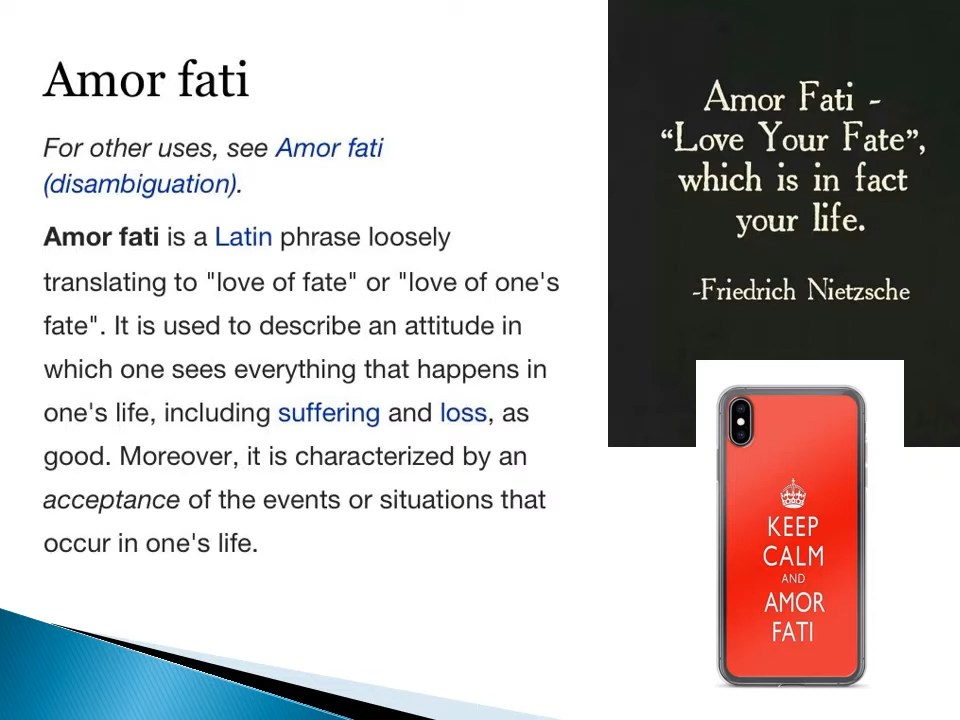 Amor fati
For other uses, see Amor fati
(disambiguation).
Amor fati is a Latin phrase loosely
translating to "love of fate" or "love of one's
fate". It is used to describe an attitude in
which one sees everything that happens in
one's life, including suffering and loss, as
good. Moreover, it is characterized by an
acceptance of the events or situations that
occur in one's life.
Amor Fati -
“Love Your Fate”,
which is in fact
your life.
-Friedrich Nietzsche
KEEP
CALM
AND
AMOR
FATI